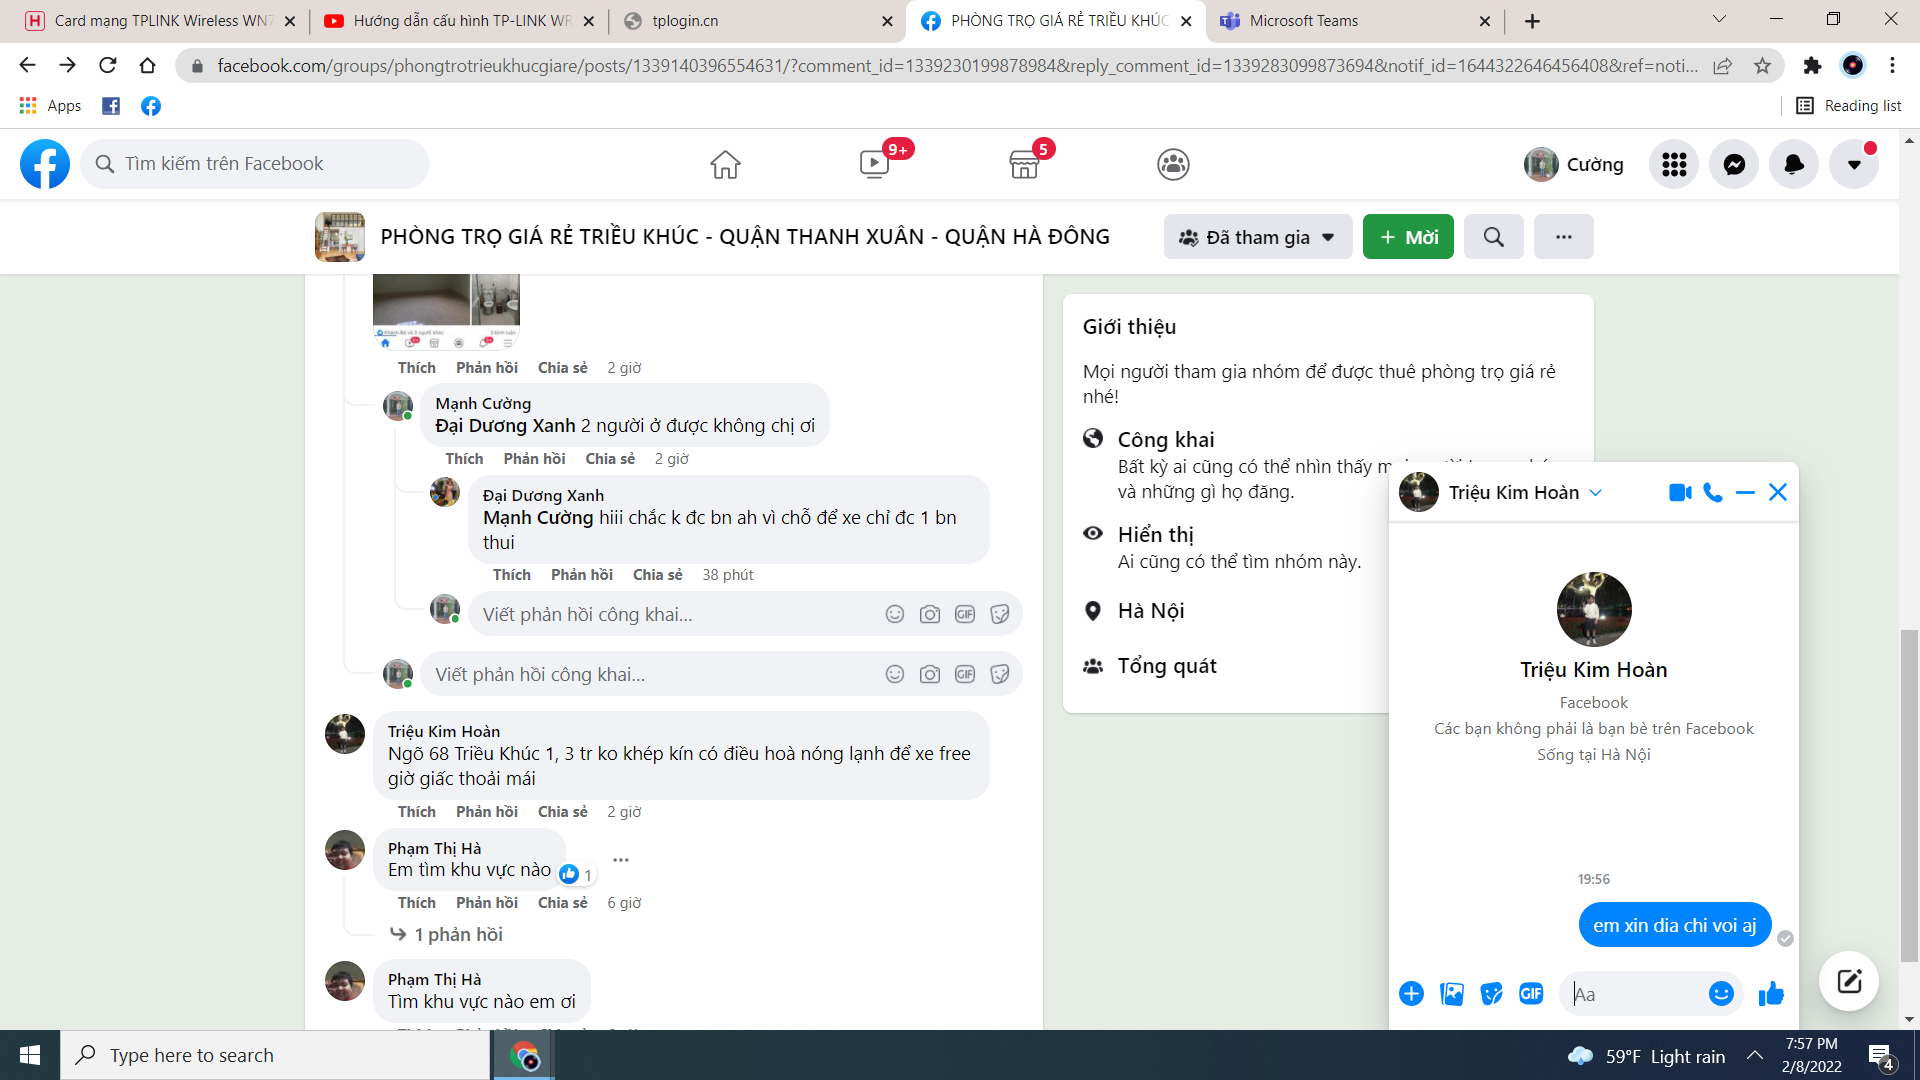 Card mạng TPLINK Wireless WN7
Hướng dẫn cấu hình TP-LINK WR
tplogin.cn
PHÒNG TRỌ GIÁ RẺ TRIỀU KHÚC
Microsoft Teams
facebook.com/groups/phongtrotrieukhucgiare/posts/1339140396554631/?comment_id=1339230199878984&reply_comment_id=1339283099873694&notif_id=1644322646456408&ref=noti...
Apps
Reading list
Tìm kiếm trên Facebook
9+
5
Cường
PHÒNG TRỌ GIÁ RẺ TRIỀU KHÚC - QUẬN THANH XUÂN - QUẬN HÀ ĐÔNG
Đã tham gia
+ Mời
Thích Phản hồi Chia sẻ 2 giờ
Mạnh Cường
Đại Dương Xanh 2 người ở được không chị ơi
Thích Phản hồi Chia sẻ 2 giờ
Đại Dương Xanh
Mạnh Cường hiii chắc k đc bn ah vì chỗ để xe chỉ đc 1 bn
thui
Thích Phản hồi Chia sẻ 38 phút
Viết phản hồi công khai...
GIF
Viết phản hồi công khai...
GIF
Triệu Kim Hoàn
Ngõ 68 Triều Khúc 1, 3 tr ko khép kín có điều hoà nóng lạnh để xe free
giờ giấc thoải mái
Thích Phản hồi Chia sẻ 2 giờ
Phạm Thị Hà
Em tìm khu vực nào
1
Thích Phản hồi Chia sẻ 6 giờ
1 phản hồi
Phạm Thị Hà
Tìm khu vực nào em ơi
Giới thiệu
Mọi người tham gia nhóm để được thuê phòng trọ giá rẻ
nhé!
Công khai
Bất kỳ ai cũng có thể nhìn thấy
và những gì họ đăng.
Hiển thị
Ai cũng có thể tìm nhóm này.
Hà Nội
Tổng quát
Triệu Kim Hoàn
Triệu Kim Hoàn
Facebook
Các bạn không phải là bạn bè trên Facebook
Sống tại Hà Nội
19:56
em xin dia chi voi aj
GIF
Aa
Type here to search
59°F Light rain
7:57 PM
2/8/2022
4